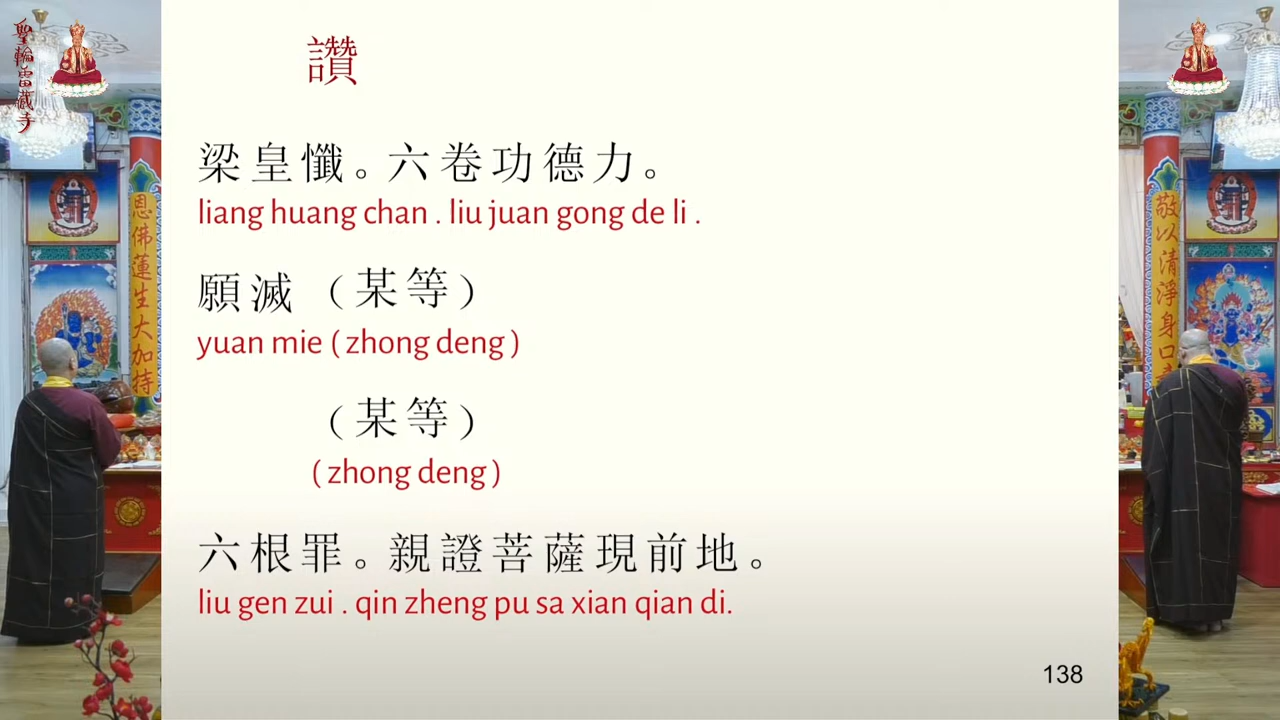 聖輪雷藏寺
讚
梁皇懺。六卷功德力。
liang huang chan . liu juan gong de li .
願滅（某等）
yuan mie ( zhong deng )
（某等）
( zhong deng )
六根罪。親證菩薩現前地。
liu gen zui . qin zheng pu sa xian qian di.
138
恩佛蓮生大加持
敬以清淨身口